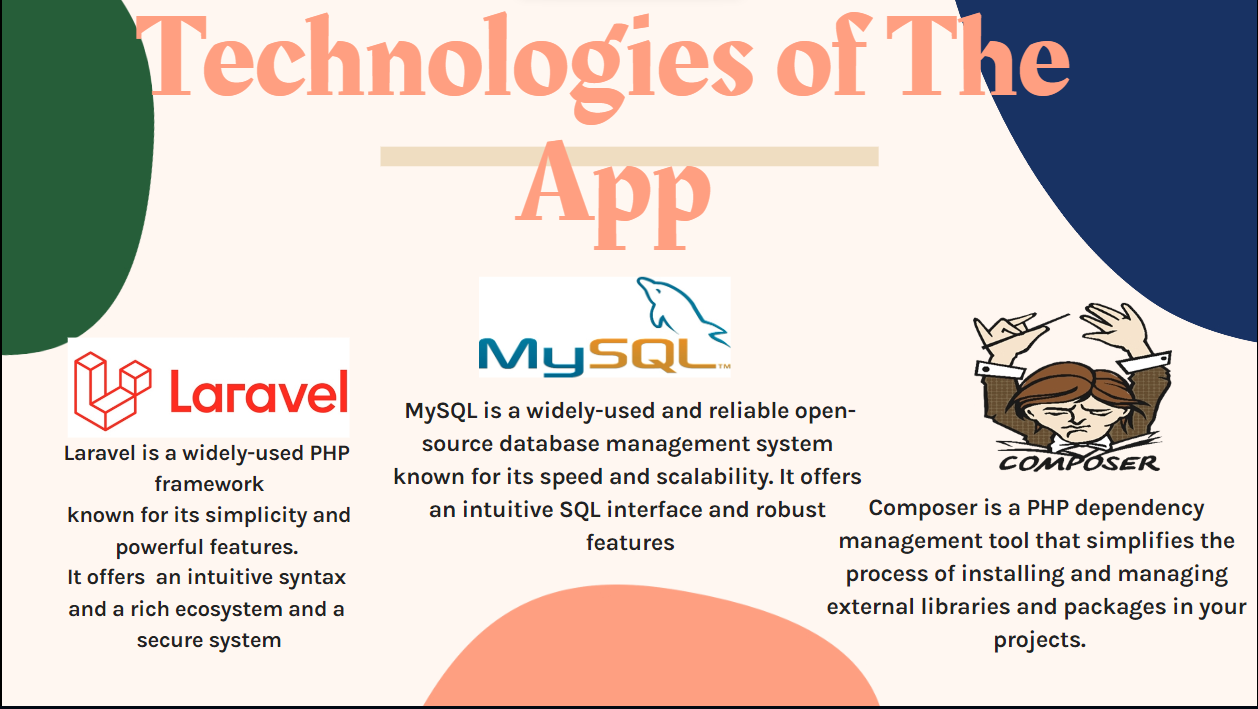 Technologies of The
App
Laravel
Laravel is a widely-used PHP
framework
known for its simplicity and
powerful features.
It offers  an intuitive syntax
and a rich ecosystem and a
secure system
MySQL™
MySQL is a widely-used and reliable open-
source database management system
known for its speed and scalability. It offers
an intuitive SQL interface and robust
features
COMPOSER
Composer is a PHP dependency
management tool that simplifies the
process of installing and managing
external libraries and packages in your
projects.